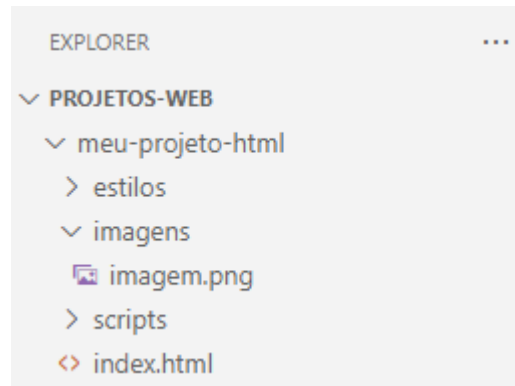 EXPLORER
PROJETOS-WEB
meu-projeto-html
estilos
imagens
imagem.png
scripts
index.html